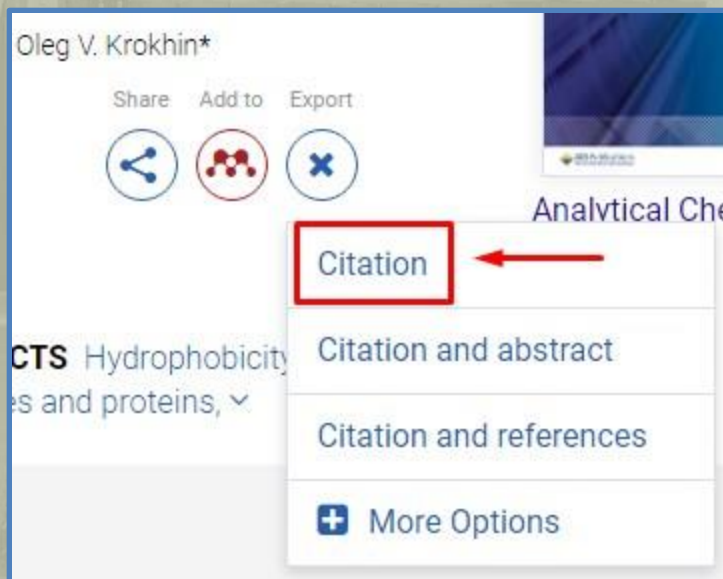 Oleg V. Krokhin*
Share Add to Export
Analytical Che
Citation
CTS Hydrophobicity
Citation and abstract
es and proteins,
Citation and references
More Options